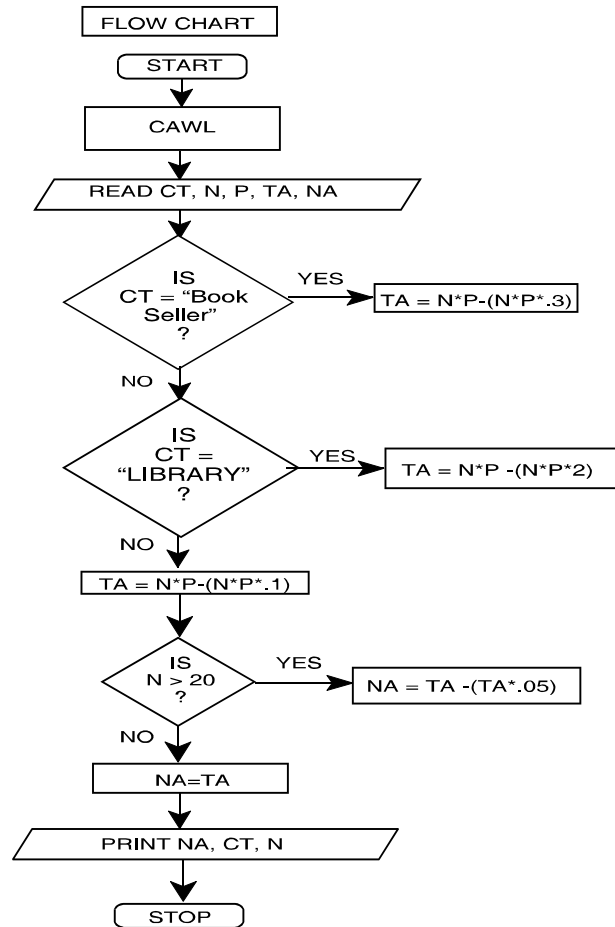 FLOW CHART
START
CAWL
READ CT, N, P, TA, NA
IS
CT = “Book
Seller”
?
YES
TA = N*P-(N*P*.3)
NO
IS
CT =
“LIBRARY”
?
YES
TA = N*P -(N*P*2)
NO
TA = N*P-(N*P*.1)
IS
N > 20
?
YES
NA = TA -(TA*.05)
NO
NA=TA
PRINT NA, CT, N
STOP